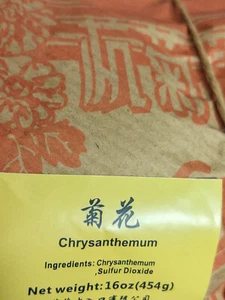 菊花
Chrysanthemum
Ingredients: Chrysanthemum
,Sulfur Dioxide
Net weight:16oz(454g)